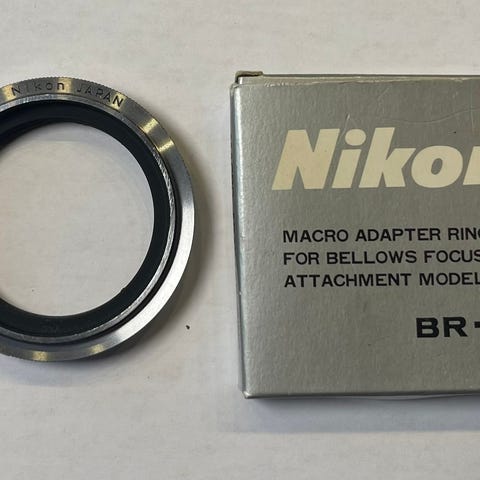 Nikon JAPAN
Nikon
MACRO ADAPTER RING
FOR BELLOWS FOCUS
ATTACHMENT MODEL
BR-